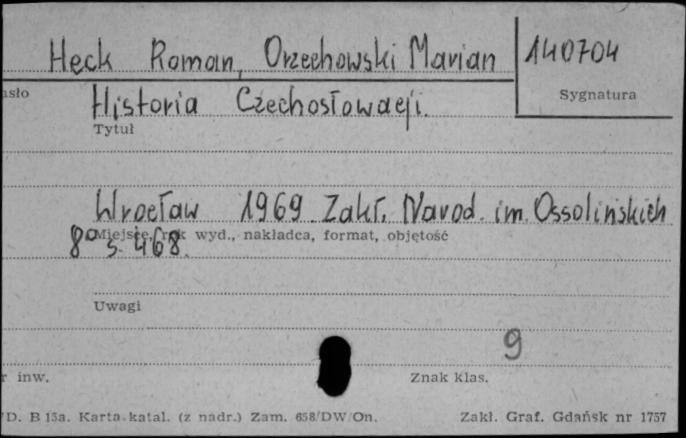 Heck Roman, Orzechowski Marian 140704
asło Sygnatura
Historia Czechosłowacji.
Tytuł
Wrocław 1969 Zakł. Narod. im. Ossolińskich
Miejsce, rok wyd., nakładca, format, objętość
8° s. 468.
Uwagi
9
r inw. Znak klas.
/D. B 15a. Karta katal. (z nadr.) Zam. 658/DW/On. Zakł. Graf. Gdańsk nr 1757